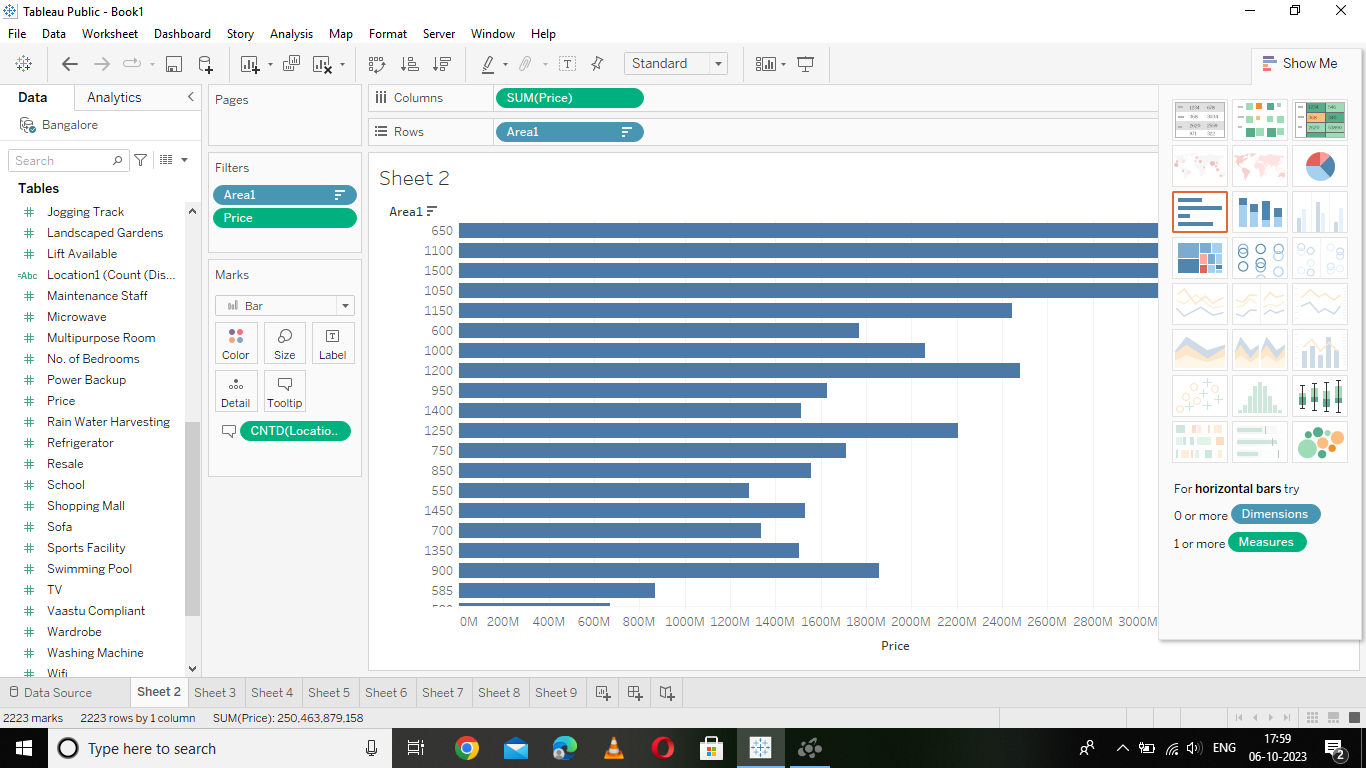 Tableau Public - Book1
File Data Worksheet Dashboard Story Analysis Map Format Server Window Help
Standard
Show Me
Data Analytics
Bangalore
Search
Tables
Jogging Track
Landscaped Gardens
Lift Available
=Abc Location1 (Count (Dis...
Maintenance Staff
Microwave
Multipurpose Room
No. of Bedrooms
Power Backup
Price
Rain Water Harvesting
Refrigerator
Resale
School
Shopping Mall
Sofa
Sports Facility
Swimming Pool
TV
Vaastu Compliant
Wardrobe
Washing Machine
Wifi
Pages
Filters
Area1
Price
Marks
Bar
Color Size Label
Detail Tooltip
CNTD(Locatio..
Columns SUM(Price)
Rows Area1
Sheet 2
Area1
650
1100
1500
1050
1150
600
1000
1200
950
1400
1250
750
850
550
1450
700
1350
900
585
0M 200M 400M 600M 800M 1000M 1200M 1400M 1600M 1800M 2000M 2200M 2400M 2600M 2800M 3000M
Price
For horizontal bars try
0 or more Dimensions
1 or more Measures
Data Source Sheet 2 Sheet 3 Sheet 4 Sheet 5 Sheet 6 Sheet 7 Sheet 8 Sheet 9
2223 marks 2223 rows by 1 column SUM(Price): 250,463,879,158
Type here to search
ENG
17:59
06-10-2023
2